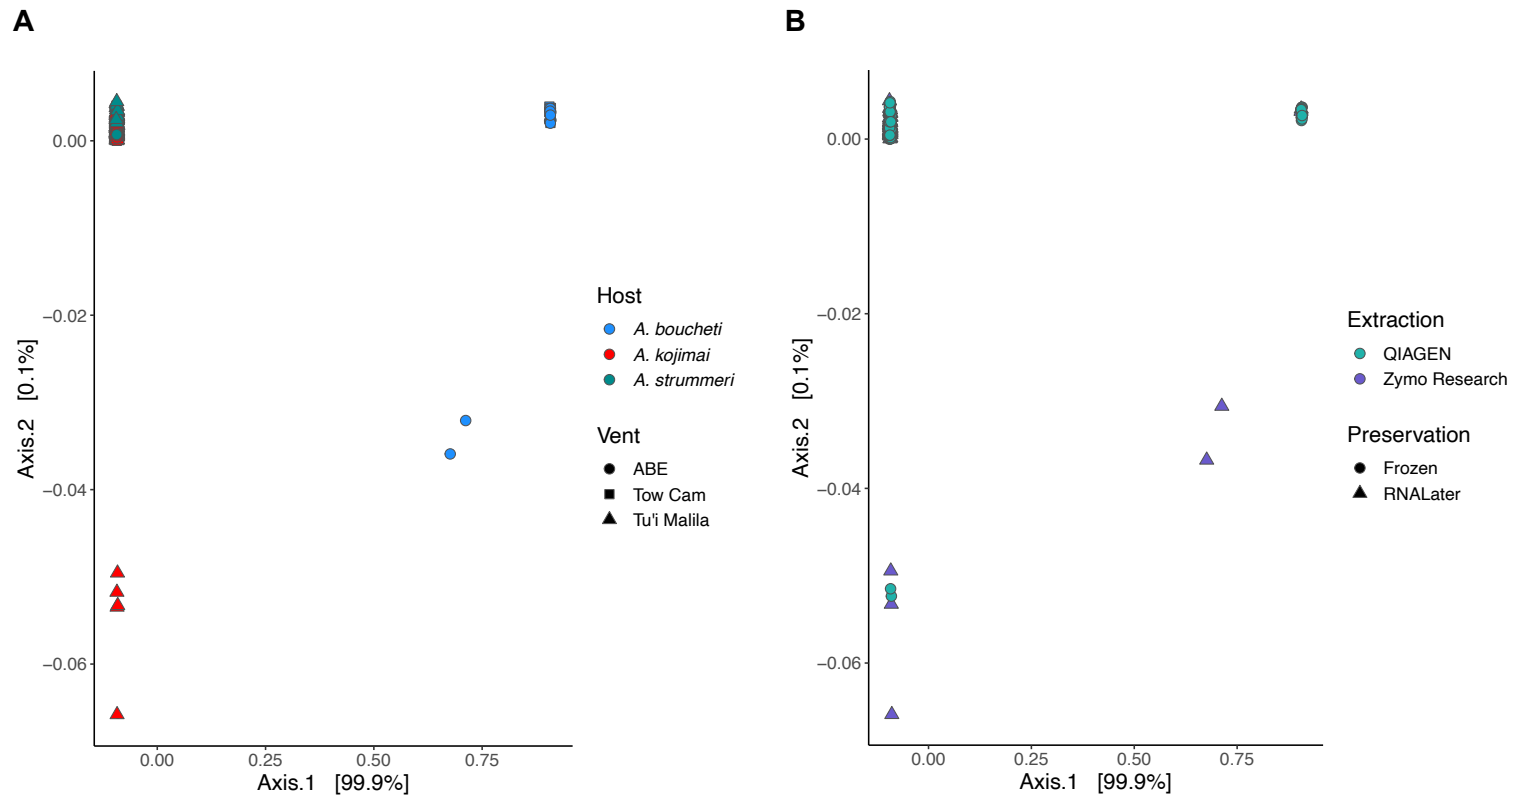 A
0.00
−0.02
−0.04
−0.06
Axis.2 [0.1%]
0.00 0.25 0.50 0.75
Axis.1 [99.9%]
Host
A. boucheti
A. kojimai
A. strummeri
Vent
ABE
Tow Cam
Tu'i Malila
B
0.00
−0.02
−0.04
−0.06
Axis.2 [0.1%]
0.00 0.25 0.50 0.75
Axis.1 [99.9%]
Extraction
QIAGEN
Zymo Research
Preservation
Frozen
RNALater